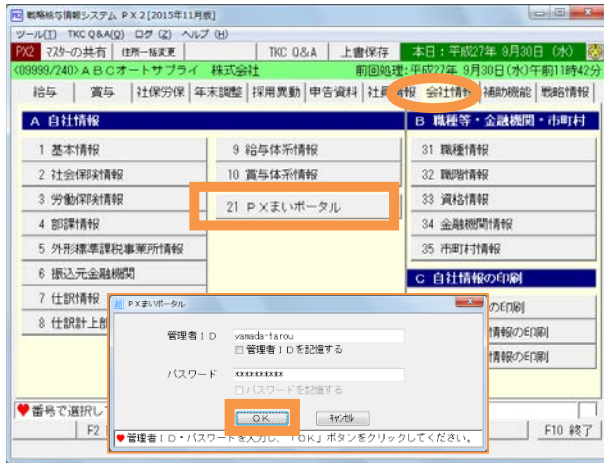 戦略給与情報システム PX2[2015年11月版]
ツール(T) TKC Q&A(Q) ログ(Z) ヘルプ(H)
PX2 マスターの共有 住所一括変更 TKC Q&A 上書保存 本日：平成27年 9月30日（水）
<09999/240>ＡＢＣオートサプライ 株式会社 前回処理:平成27年 9月30日(水)午前11時42分
給与 賞与 社保労保 年末調整 採用異動 申告資料 社員情報 会社情報 補助機能 戦略情報
A 自社情報
B 職種等・金融機関・市町村
1 基本情報
9 給与体系情報
31 職種情報
2 社会保険情報
10 賞与体系情報
32 職階情報
3 労働保険情報
21 ＰＸまいポータル
33 資格情報
4 部課情報
34 金融機関情報
5 外形標準課税事業所情報
35 市町村情報
6 振込元金融機関
C 自社情報の印刷
7 仕訳情報
の印刷
8 仕訳計上部
情報の印刷
情報の印刷
ＰＸまいポータル
管理者ＩＤ yamada-tarou
管理者ＩＤを記憶する
パスワード **********
パスワードを記憶する
ＯＫ キャンセル
管理者ＩＤ・パスワードを入力し、「ＯＫ」ボタンをクリックしてください。
番号で選択し
F2
F10 終了